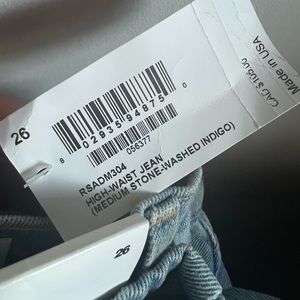 26
8 02935 94875 0
056377
RSADM304
HIGH-WAIST JEAN
(MEDIUM STONE-WASHED INDIGO)
CAD $105.00
Made in USA
26